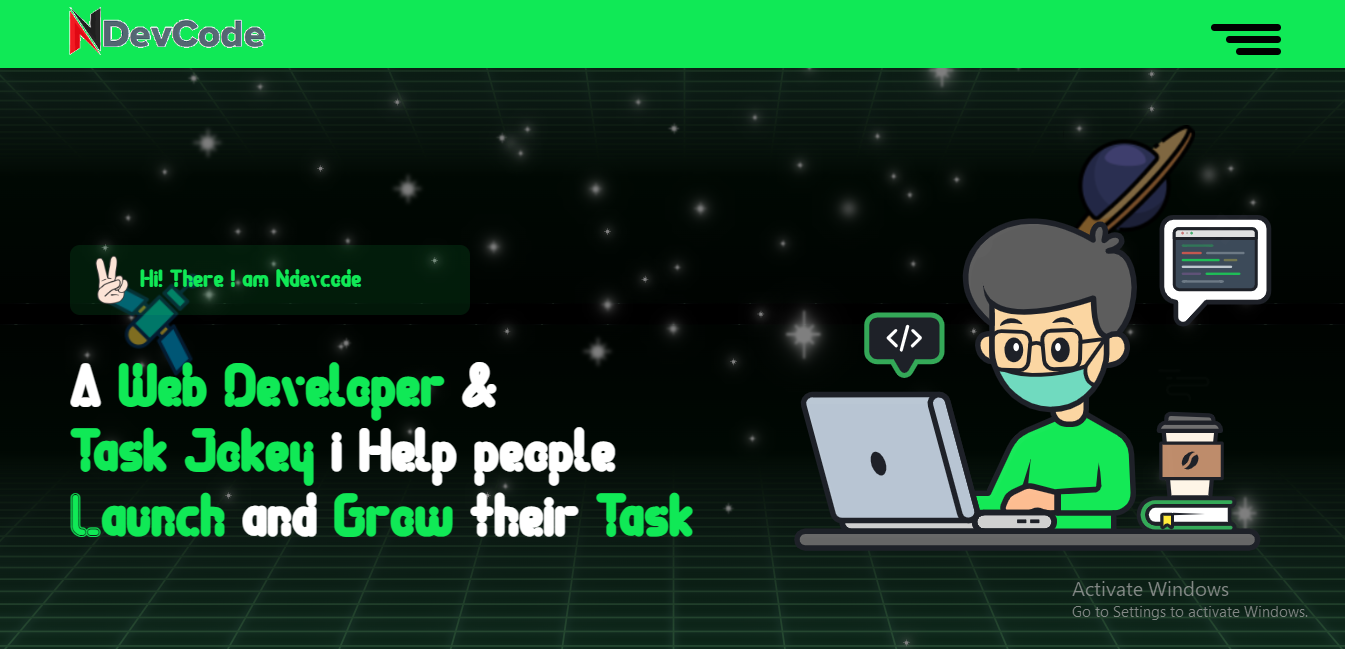 NDevCode
Hi! There I am Ndevcode
A Web Developer &
Task Jokey i Help people
Launch and Grow their Task
</>
Activate Windows
Go to Settings to activate Windows.